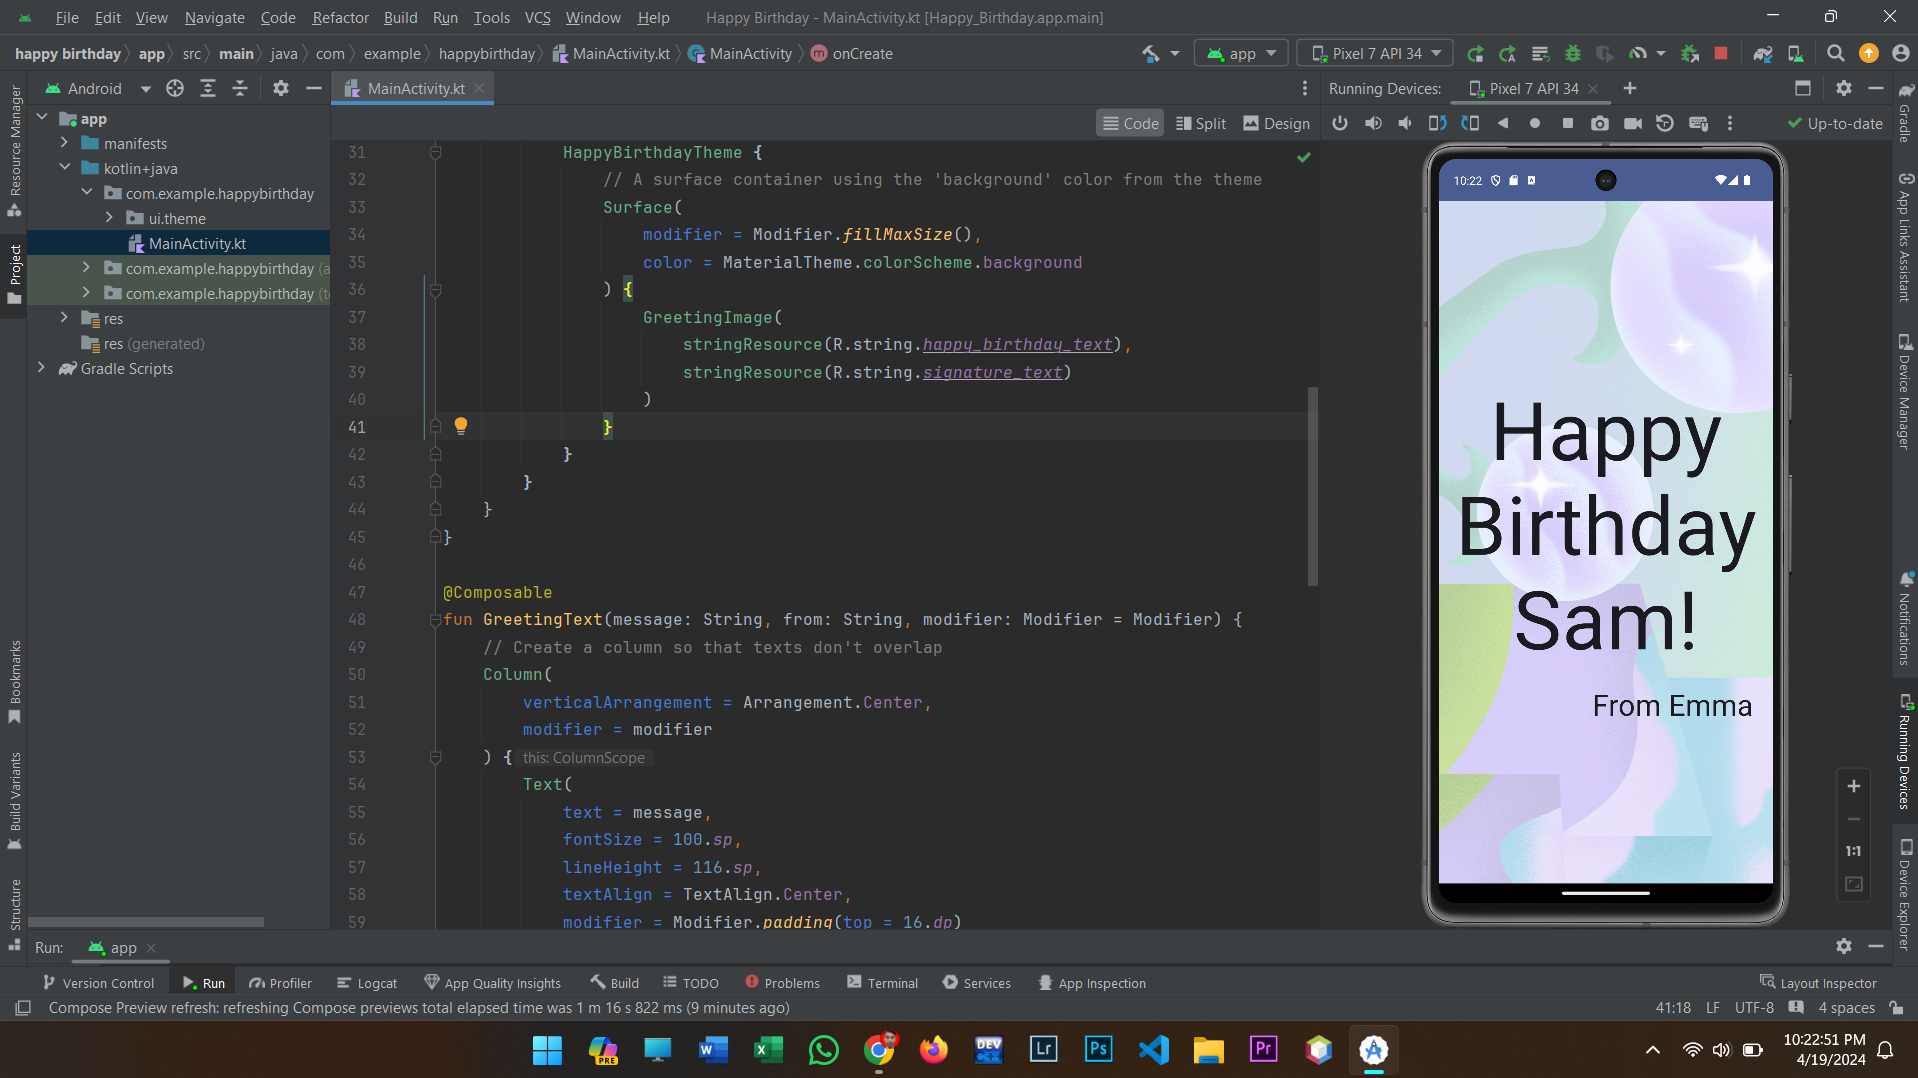 File Edit View Navigate Code Refactor Build Run Tools VCS Window Help Happy Birthday - MainActivity.kt [Happy_Birthday.app.main]
happy birthday app src main java com example happybirthday MainActivity.kt MainActivity onCreate app Pixel 7 API 34
Android MainActivity.kt Running Devices: Pixel 7 API 34
Code Split Design Up-to-date
app
manifests
kotlin+java
com.example.happybirthday
ui.theme
MainActivity.kt
com.example.happybirthday (a
com.example.happybirthday (t
res
res (generated)
Gradle Scripts
Resource Manager
Project
Bookmarks
Build Variants
Structure
31 HappyBirthdayTheme {
32 // A surface container using the 'background' color from the theme
33 Surface(
34 modifier = Modifier.fillMaxSize(),
35 color = MaterialTheme.colorScheme.background
36 ) {
37 GreetingImage(
38 stringResource(R.string.happy_birthday_text),
39 stringResource(R.string.signature_text)
40 )
41 }
42 }
43 }
44 }
45 }
46
47 @Composable
48 fun GreetingText(message: String, from: String, modifier: Modifier = Modifier) {
49 // Create a column so that texts don't overlap
50 Column(
51 verticalArrangement = Arrangement.Center,
52 modifier = modifier
53 ) { this: ColumnScope
54 Text(
55 text = message,
56 fontSize = 100.sp,
57 lineHeight = 116.sp,
58 textAlign = TextAlign.Center,
59 modifier = Modifier.padding(top = 16.dp)
10:22
Happy
Birthday
Sam!
From Emma
1:1
Gradle
App Links Assistant
Device Manager
Notifications
Running Devices
Device Explorer
Run: app
Version Control Run Profiler Logcat App Quality Insights Build TODO Problems Terminal Services App Inspection Layout Inspector
Compose Preview refresh: refreshing Compose previews total elapsed time was 1 m 16 s 822 ms (9 minutes ago) 41:18 LF UTF-8 4 spaces
PRE DEV Lr Ps Pr
10:22:51 PM
4/19/2024